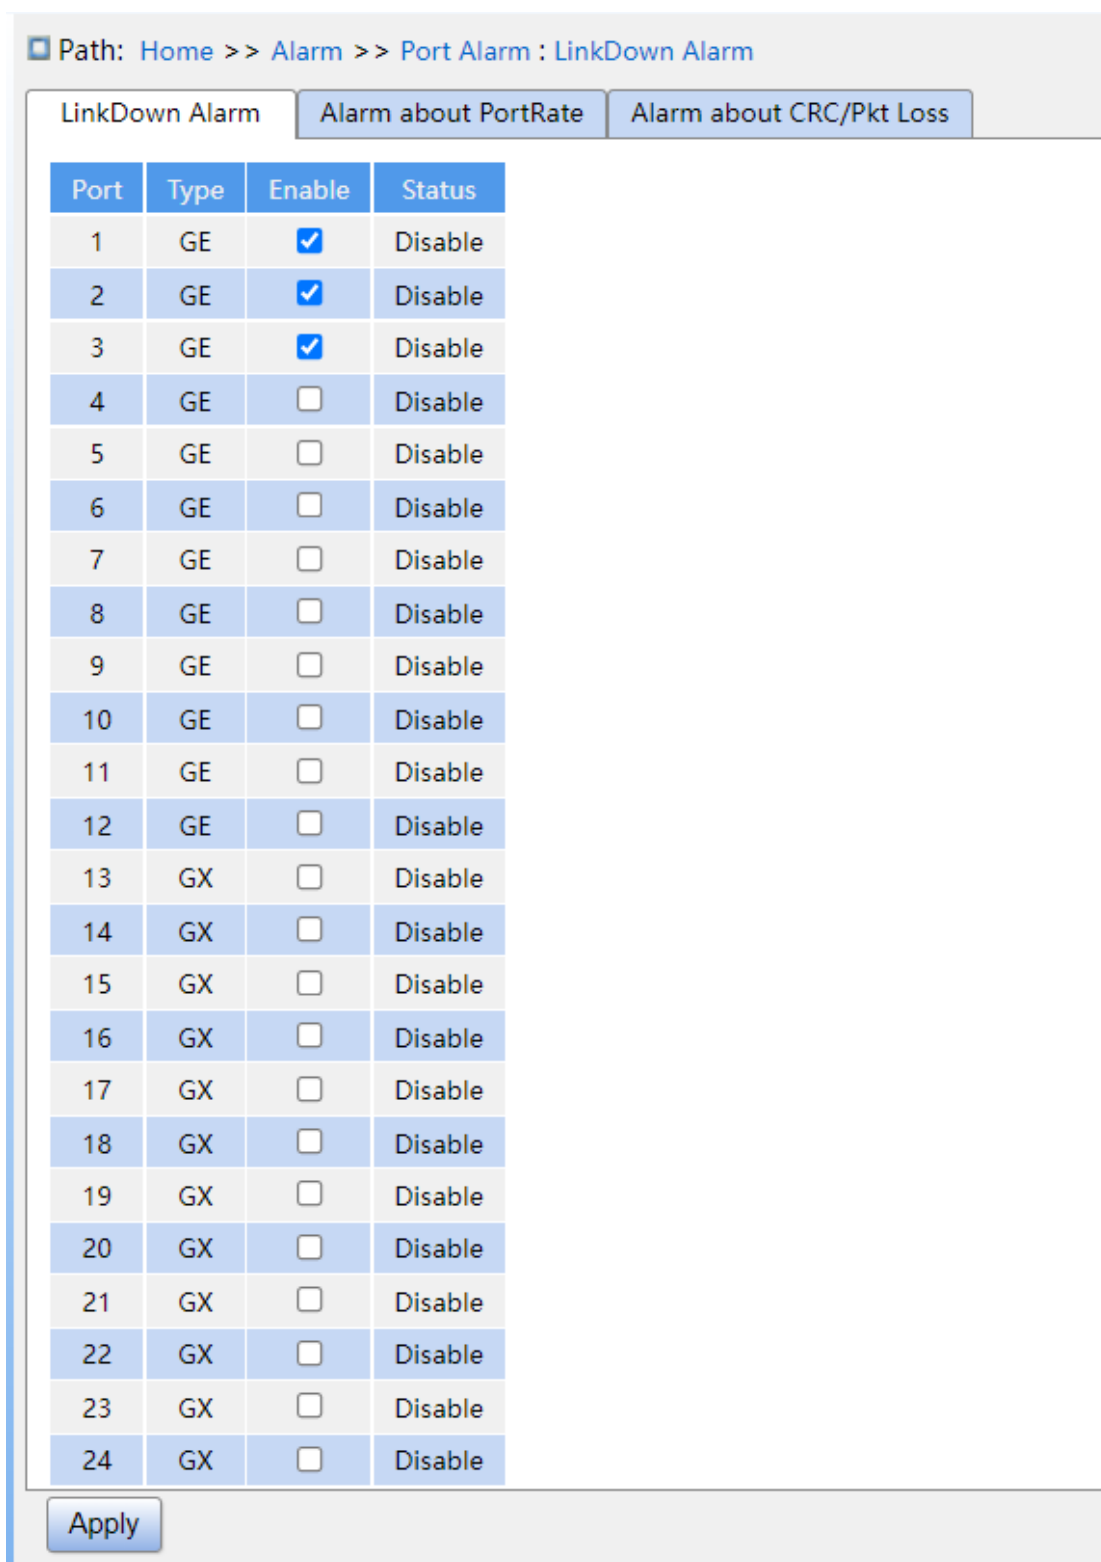 Path: Home >> Alarm >> Port Alarm : LinkDown Alarm
LinkDown Alarm Alarm about PortRate Alarm about CRC/Pkt Loss
Port Type Enable Status
1 GE Disable
2 GE Disable
3 GE Disable
4 GE Disable
5 GE Disable
6 GE Disable
7 GE Disable
8 GE Disable
9 GE Disable
10 GE Disable
11 GE Disable
12 GE Disable
13 GX Disable
14 GX Disable
15 GX Disable
16 GX Disable
17 GX Disable
18 GX Disable
19 GX Disable
20 GX Disable
21 GX Disable
22 GX Disable
23 GX Disable
24 GX Disable
Apply